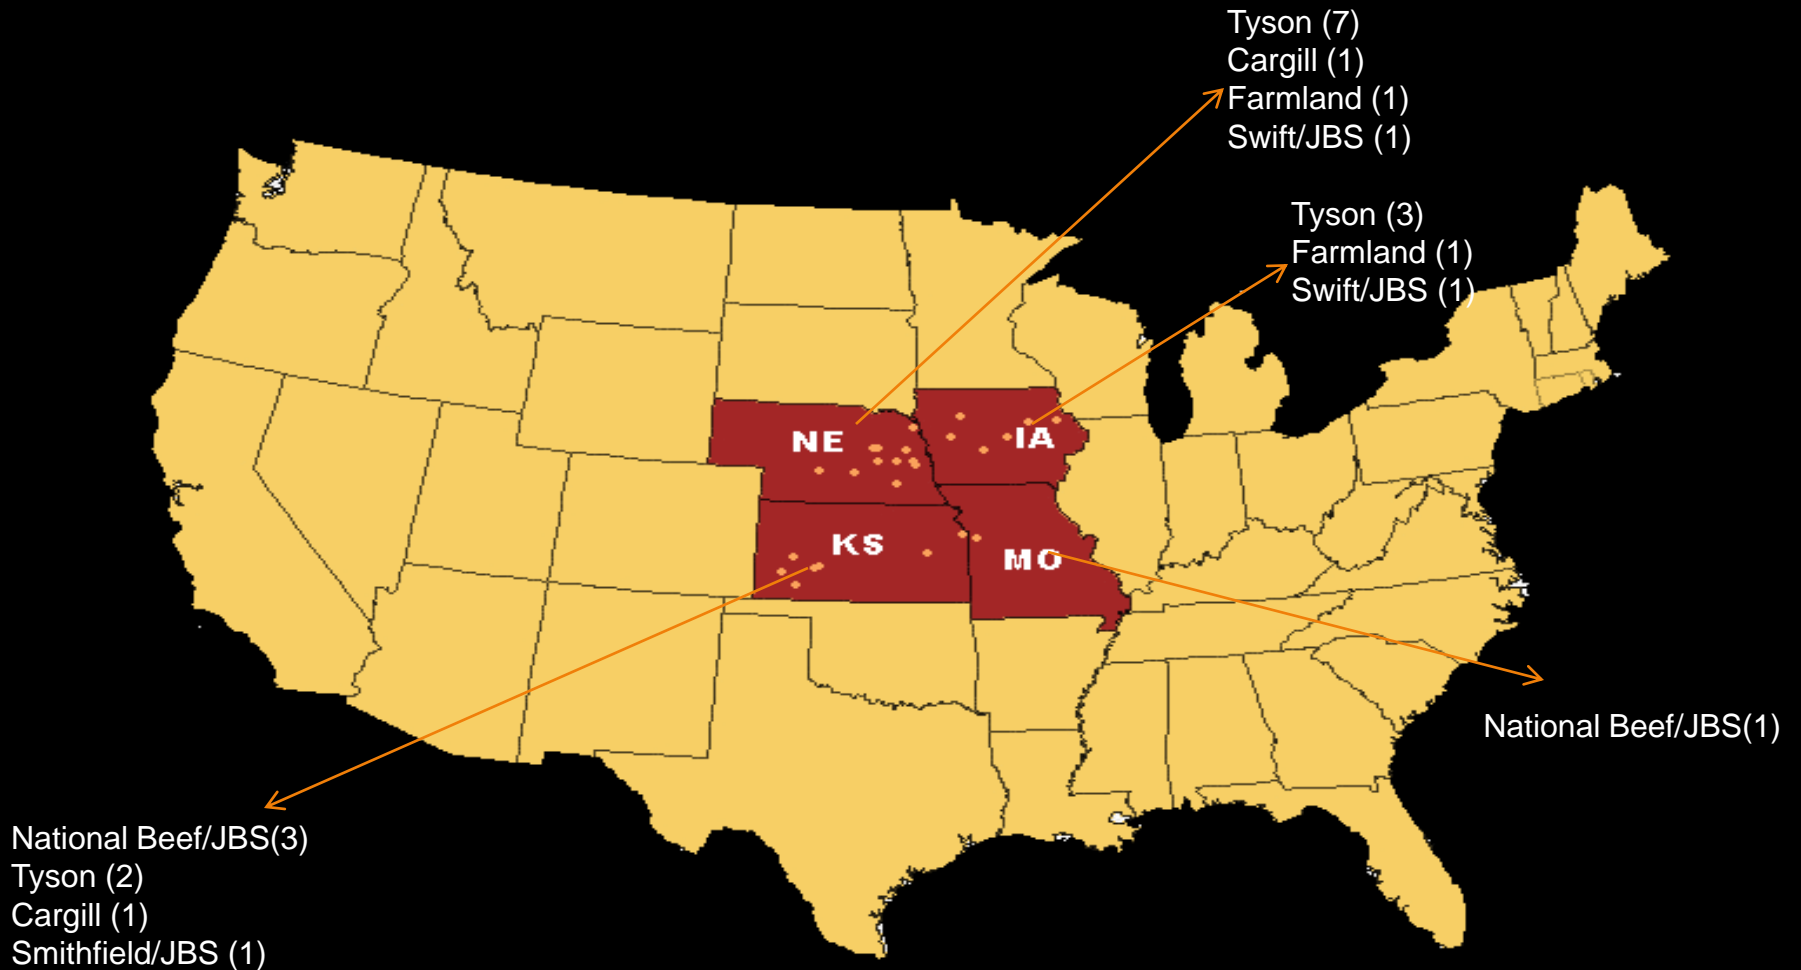 Tyson (7)
Cargill (1)
Farmland (1)
Swift/JBS (1)
Tyson (3)
Farmland (1)
Swift/JBS (1)
NE
IA
KS
MO
National Beef/JBS(1)
National Beef/JBS(3)
Tyson (2)
Cargill (1)
Smithfield/JBS (1)